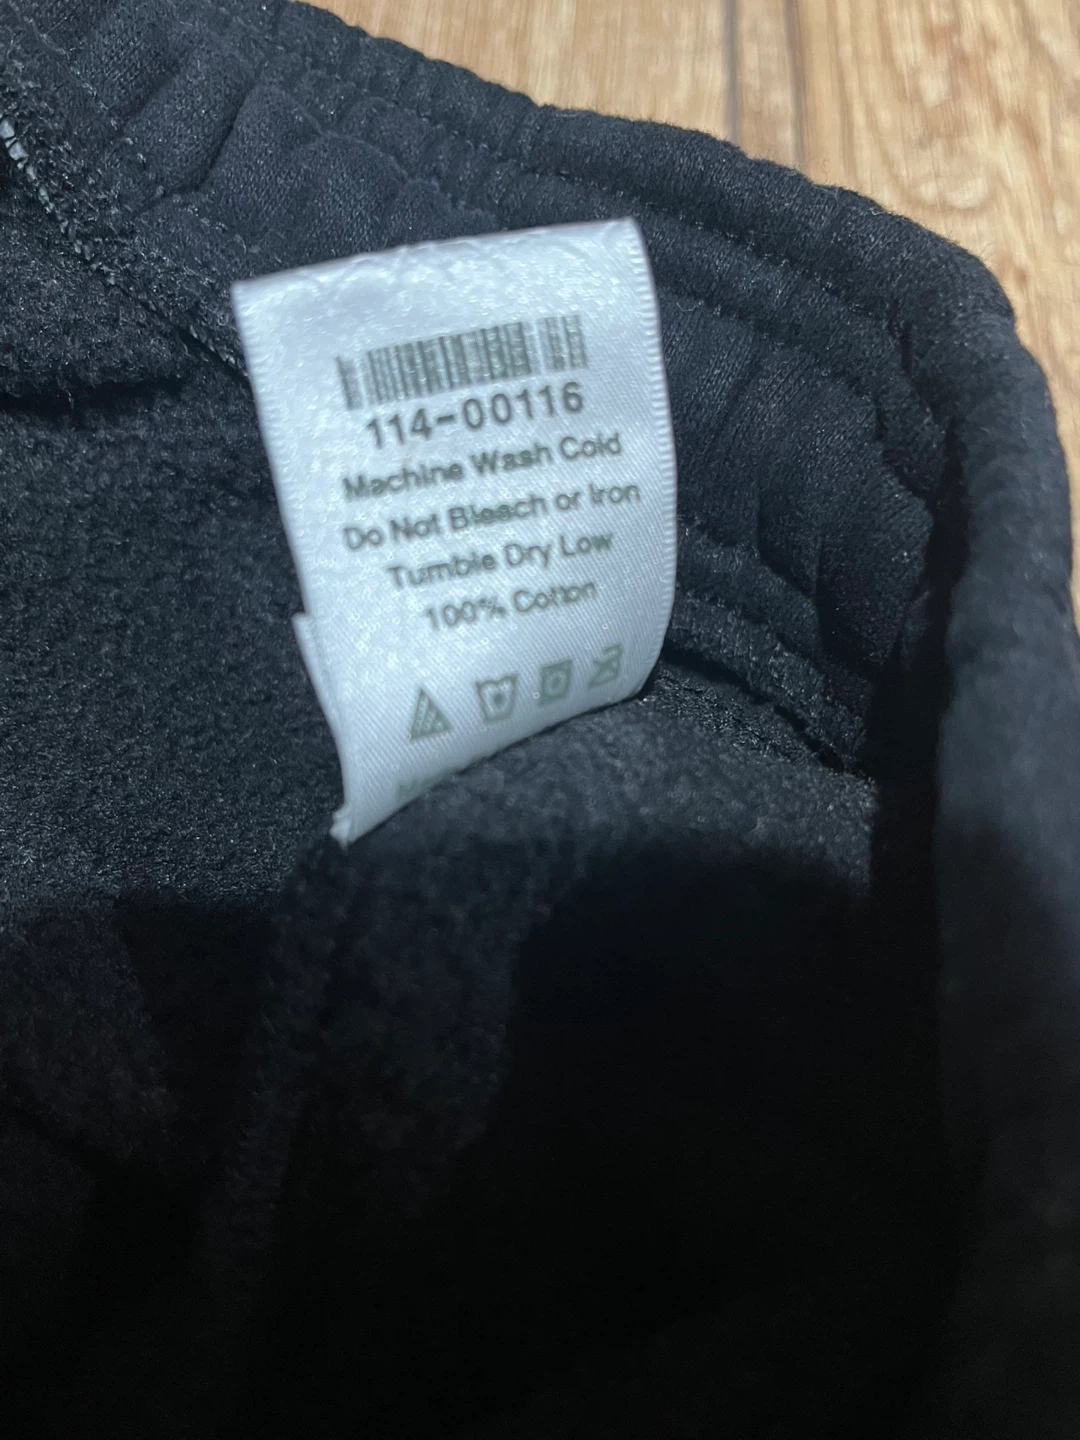 114-00116
Machine Wash Cold
Do Not Bleach or Iron
Tumble Dry Low
100% Cotton